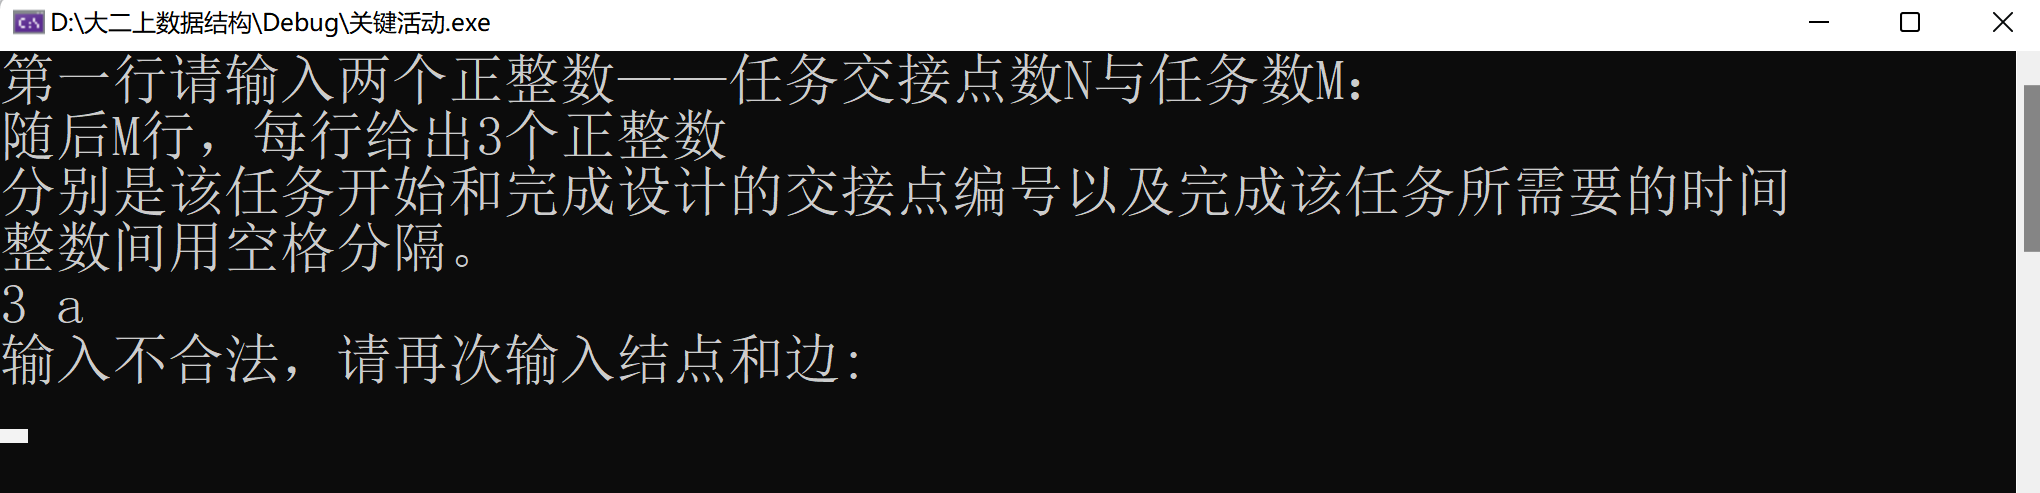 D:\大二上数据结构\Debug\关键活动.exe
第一行请输入两个正整数——任务交接点数N与任务数M：
随后M行，每行给出3个正整数
分别是该任务开始和完成设计的交接点编号以及完成该任务所需要的时间
整数间用空格分隔。
3 a
输入不合法，请再次输入结点和边: